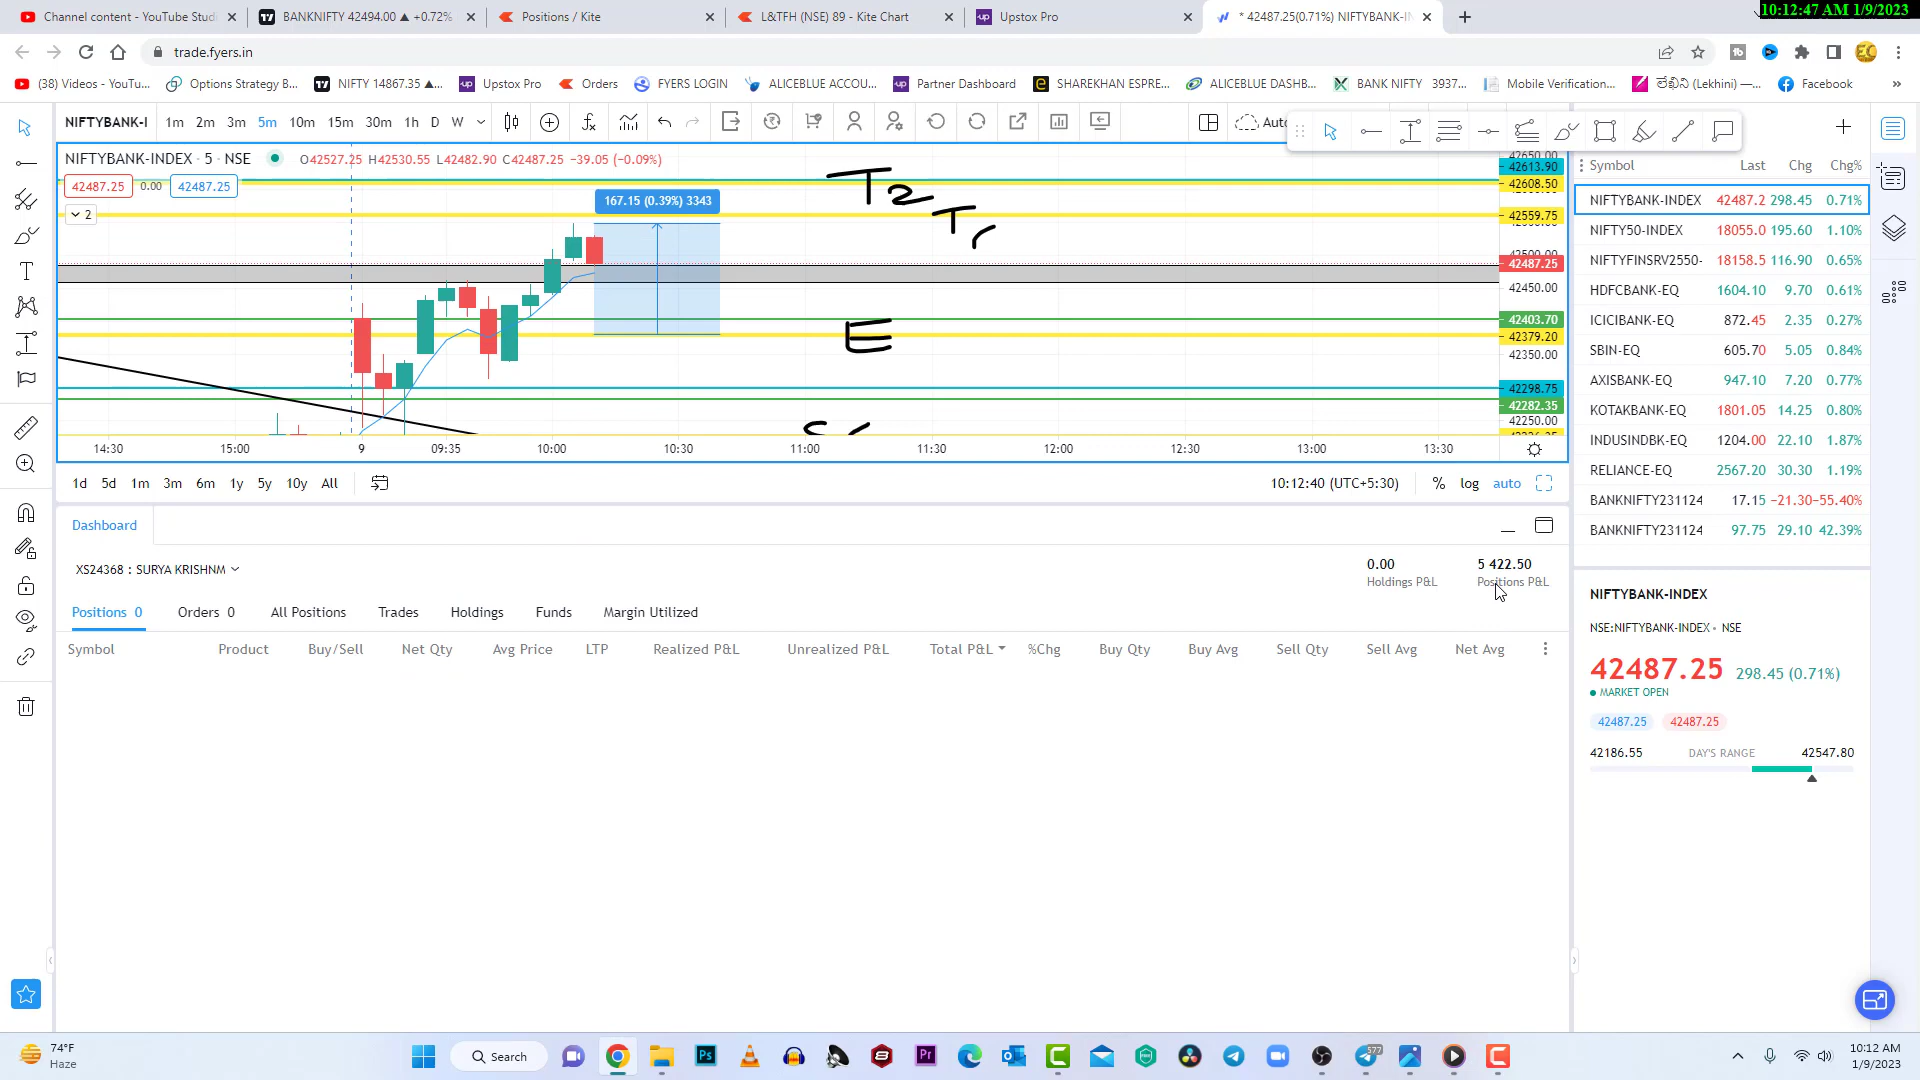 Channel content - YouTube Studi
BANKNIFTY 42494.00 ▲ +0.72%
Positions / Kite
L&TFH (NSE) 89 - Kite Chart
Upstox Pro
* 42487.25(0.71%) NIFTYBANK-IN
10:12:47 AM 1/9/2023
trade.fyers.in
(38) Videos - YouTu...
Options Strategy B...
NIFTY 14867.35 ▲...
Upstox Pro
Orders
FYERS LOGIN
ALICEBLUE ACCOU...
Partner Dashboard
SHAREKHAN ESPRE...
ALICEBLUE DASHB...
BANK NIFTY 3937...
Mobile Verification...
లేఖిని (Lekhini) —...
Facebook
NIFTYBANK-I 1m 2m 3m 5m 10m 15m 30m 1h D W
Auto
NIFTYBANK-INDEX · 5 · NSE O42527.25 H42530.55 L42482.90 C42487.25 −39.05 (−0.09%)
42487.25 0.00 42487.25
2
167.15 (0.39%) 3343
T2
T1
E
42650.00
42613.90
42608.50
42559.75
42500.00
42487.25
42450.00
42403.70
42379.20
42350.00
42298.75
42282.35
42250.00
14:30 15:00 9 09:35 10:00 10:30 11:00 11:30 12:00 12:30 13:00 13:30
1d 5d 1m 3m 6m 1y 5y 10y All
10:12:40 (UTC+5:30) % log auto
Symbol Last Chg Chg%
NIFTYBANK-INDEX 42487.2 298.45 0.71%
NIFTY50-INDEX 18055.0 195.60 1.10%
NIFTYFINSRV2550- 18158.5 116.90 0.65%
HDFCBANK-EQ 1604.10 9.70 0.61%
ICICIBANK-EQ 872.45 2.35 0.27%
SBIN-EQ 605.70 5.05 0.84%
AXISBANK-EQ 947.10 7.20 0.77%
KOTAKBANK-EQ 1801.05 14.25 0.80%
INDUSINDBK-EQ 1204.00 22.10 1.87%
RELIANCE-EQ 2567.20 30.30 1.19%
BANKNIFTY231124 17.15 −21.30 −55.40%
BANKNIFTY231124 97.75 29.10 42.39%
Dashboard
XS24368 : SURYA KRISHNM
0.00
Holdings P&L
5 422.50
Positions P&L
Positions 0 Orders 0 All Positions Trades Holdings Funds Margin Utilized
Symbol Product Buy/Sell Net Qty Avg Price LTP Realized P&L Unrealized P&L Total P&L %Chg Buy Qty Buy Avg Sell Qty Sell Avg Net Avg
NIFTYBANK-INDEX
NSE:NIFTYBANK-INDEX • NSE
42487.25 298.45 (0.71%)
MARKET OPEN
42487.25 42487.25
42186.55 DAY'S RANGE 42547.80
74°F
Haze
Search
577
10:12 AM
1/9/2023